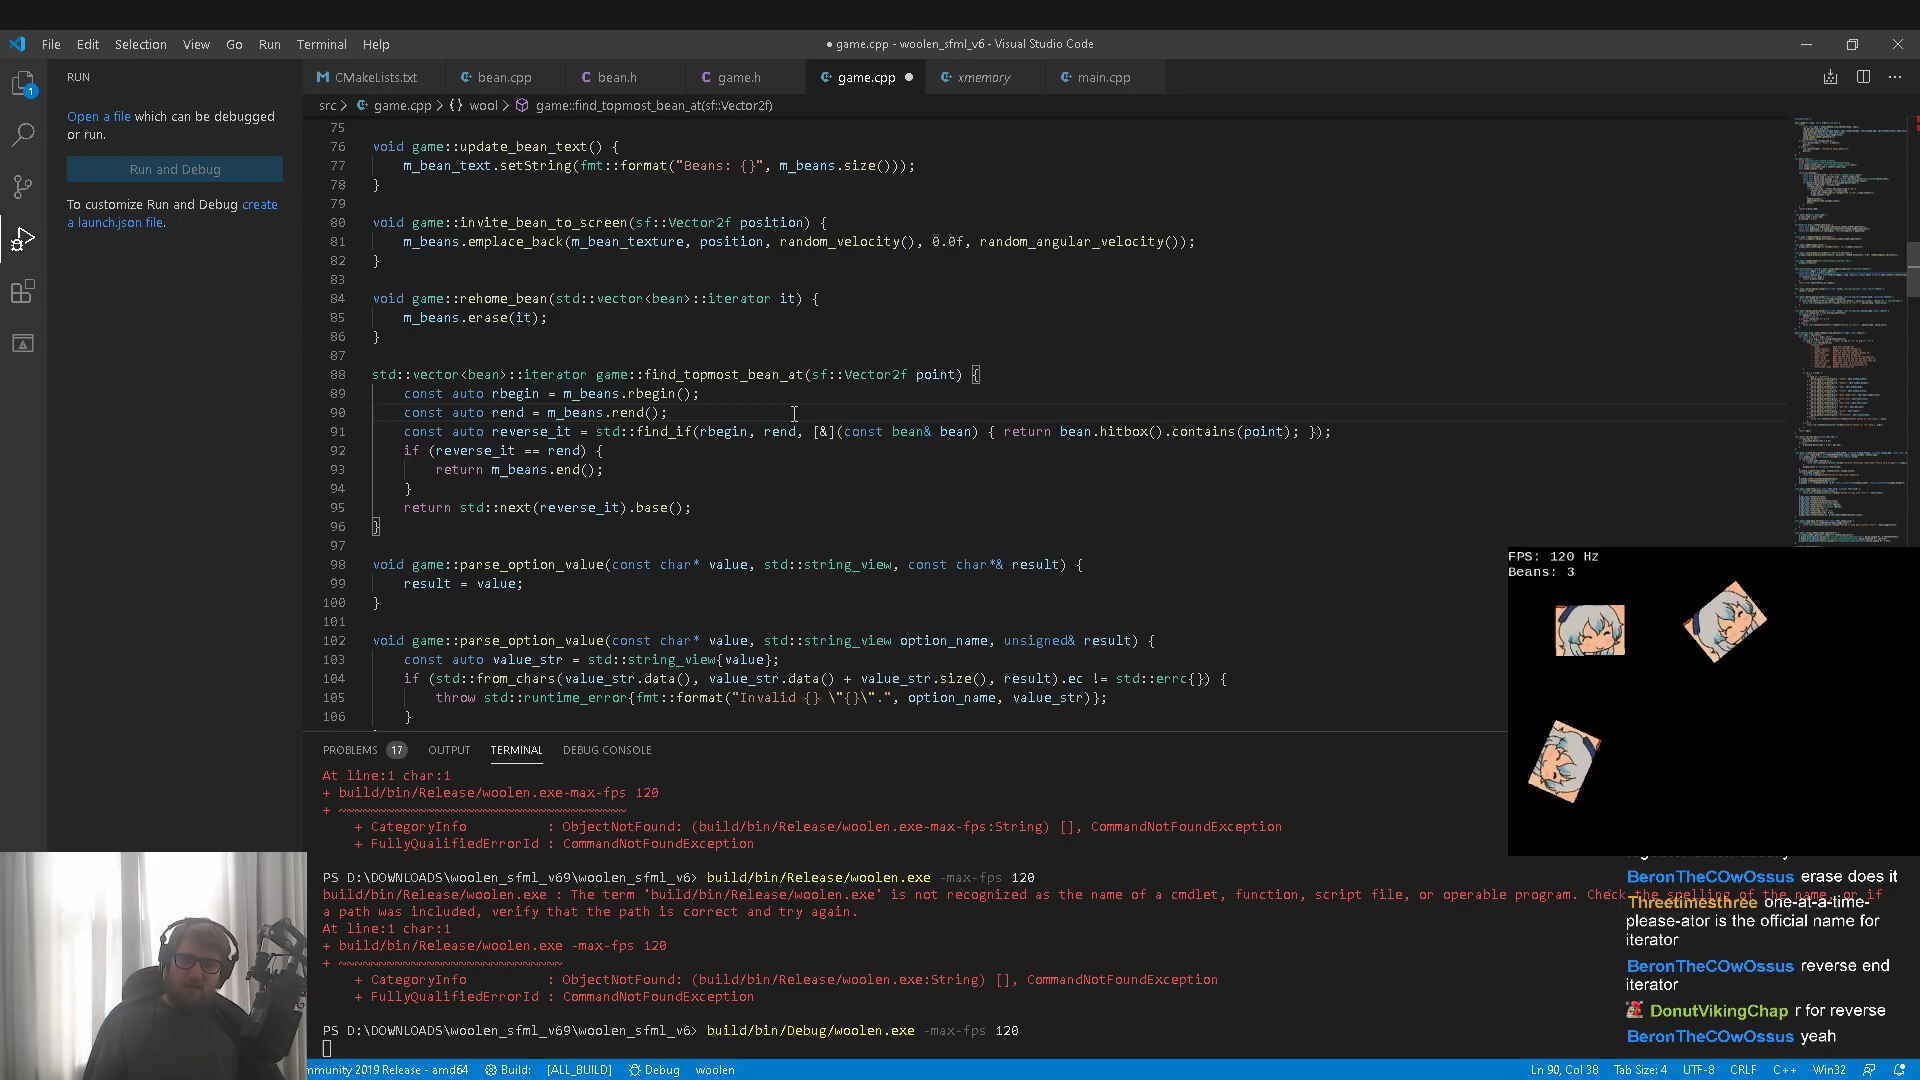 File Edit Selection View Go Run Terminal Help
● game.cpp - woolen_sfml_v6 - Visual Studio Code
RUN
CMakeLists.txt bean.cpp bean.h game.h game.cpp xmemory main.cpp
src > game.cpp > {} wool > game::find_topmost_bean_at(sf::Vector2f)
1
Open a file which can be debugged
or run.
Run and Debug
To customize Run and Debug create
a launch.json file.
75
76 void game::update_bean_text() {
77 m_bean_text.setString(fmt::format("Beans: {}", m_beans.size()));
78 }
79
80 void game::invite_bean_to_screen(sf::Vector2f position) {
81 m_beans.emplace_back(m_bean_texture, position, random_velocity(), 0.0f, random_angular_velocity());
82 }
83
84 void game::rehome_bean(std::vector<bean>::iterator it) {
85 m_beans.erase(it);
86 }
87
88 std::vector<bean>::iterator game::find_topmost_bean_at(sf::Vector2f point) {
89 const auto rbegin = m_beans.rbegin();
90 const auto rend = m_beans.rend();
91 const auto reverse_it = std::find_if(rbegin, rend, [&](const bean& bean) { return bean.hitbox().contains(point); });
92 if (reverse_it == rend) {
93 return m_beans.end();
94 }
95 return std::next(reverse_it).base();
96 }
97
98 void game::parse_option_value(const char* value, std::string_view, const char*& result) {
99 result = value;
100 }
101
102 void game::parse_option_value(const char* value, std::string_view option_name, unsigned& result) {
103 const auto value_str = std::string_view{value};
104 if (std::from_chars(value_str.data(), value_str.data() + value_str.size(), result).ec != std::errc{}) {
105 throw std::runtime_error{fmt::format("Invalid {} \"{}\".", option_name, value_str)};
106 }
FPS: 120 Hz
Beans: 3
PROBLEMS 17 OUTPUT TERMINAL DEBUG CONSOLE
At line:1 char:1
+ build/bin/Release/woolen.exe-max-fps 120
+ ~~~~~~~~~~~~~~~~~~~~~~~~~~~~~~~~~~~~
+ CategoryInfo : ObjectNotFound: (build/bin/Release/woolen.exe-max-fps:String) [], CommandNotFoundException
+ FullyQualifiedErrorId : CommandNotFoundException
PS D:\DOWNLOADS\woolen_sfml_v69\woolen_sfml_v6> build/bin/Release/woolen.exe -max-fps 120
build/bin/Release/woolen.exe : The term 'build/bin/Release/woolen.exe' is not recognized as the name of a cmdlet, function, script file, or operable program. Check the spelling of the name, or if
a path was included, verify that the path is correct and try again.
At line:1 char:1
+ build/bin/Release/woolen.exe -max-fps 120
+ ~~~~~~~~~~~~~~~~~~~~~~~~~~~~
+ CategoryInfo : ObjectNotFound: (build/bin/Release/woolen.exe:String) [], CommandNotFoundException
+ FullyQualifiedErrorId : CommandNotFoundException
PS D:\DOWNLOADS\woolen_sfml_v69\woolen_sfml_v6> build/bin/Debug/woolen.exe -max-fps 120
BeronTheCOwOssus erase does it
Threetimesthree one-at-a-time-
please-ator is the official name for
iterator
BeronTheCOwOssus reverse end
iterator
DonutVikingChap r for reverse
BeronTheCOwOssus yeah
mmunity 2019 Release - amd64 Build: [ALL_BUILD] Debug woolen
Ln 90, Col 38 Tab Size: 4 UTF-8 CRLF C++ Win32